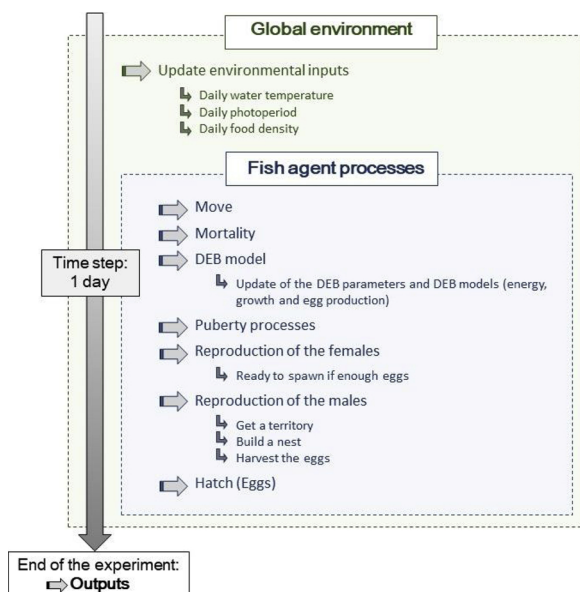 Global environment
Update environmental inputs
Daily water temperature
Daily photoperiod
Daily food density
Fish agent processes
Move
Mortality
DEB model
Update of the DEB parameters and DEB models (energy,
growth and egg production)
Puberty processes
Reproduction of the females
Ready to spawn if enough eggs
Reproduction of the males
Get a territory
Build a nest
Harvest the eggs
Hatch (Eggs)
Time step:
1 day
End of the experiment:
Outputs